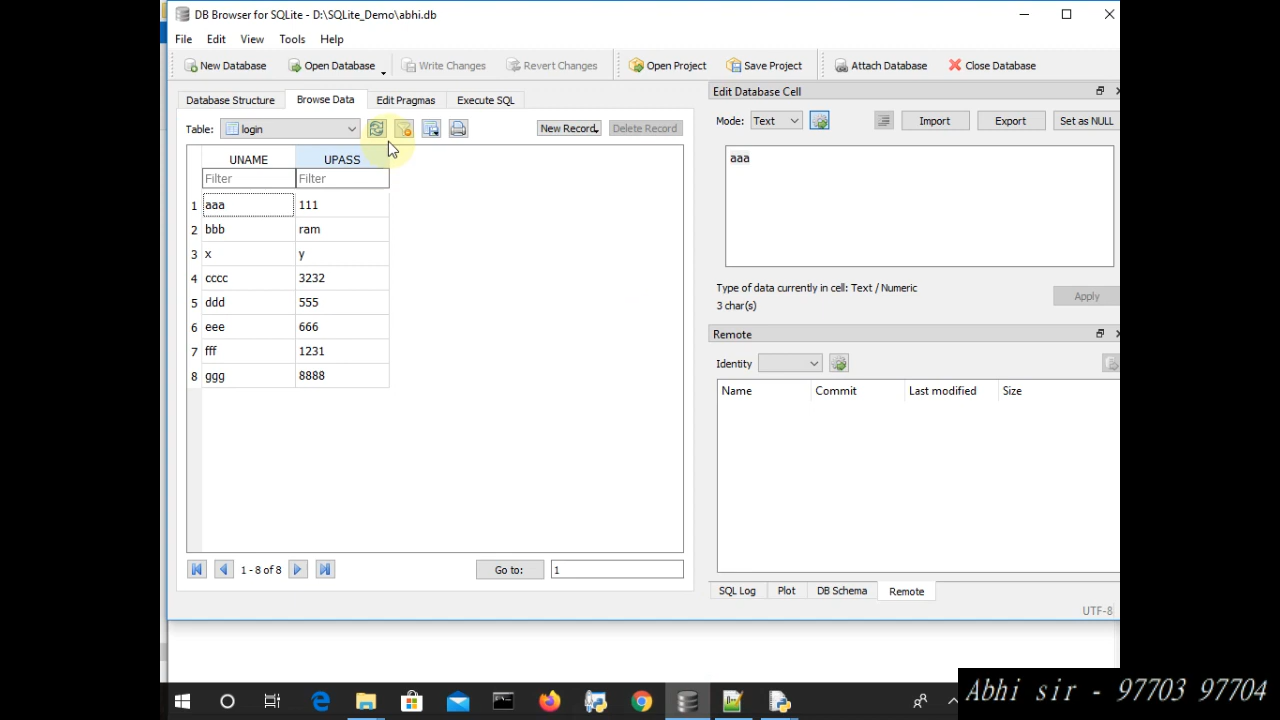 DB Browser for SQLite - D:\SQLite_Demo\abhi.db
File Edit View Tools Help
New Database Open Database Write Changes Revert Changes Open Project Save Project Attach Database Close Database
Database Structure Browse Data Edit Pragmas Execute SQL
Table: login New Record Delete Record
UNAME UPASS
Filter Filter
1 aaa 111
2 bbb ram
3 x y
4 cccc 3232
5 ddd 555
6 eee 666
7 fff 1231
8 ggg 8888
1 - 8 of 8 Go to: 1
Edit Database Cell
Mode: Text Import Export Set as NULL
aaa
Type of data currently in cell: Text / Numeric
3 char(s)
Apply
Remote
Identity
Name Commit Last modified Size
SQL Log Plot DB Schema Remote
UTF-8
Abhi sir - 97703 97704